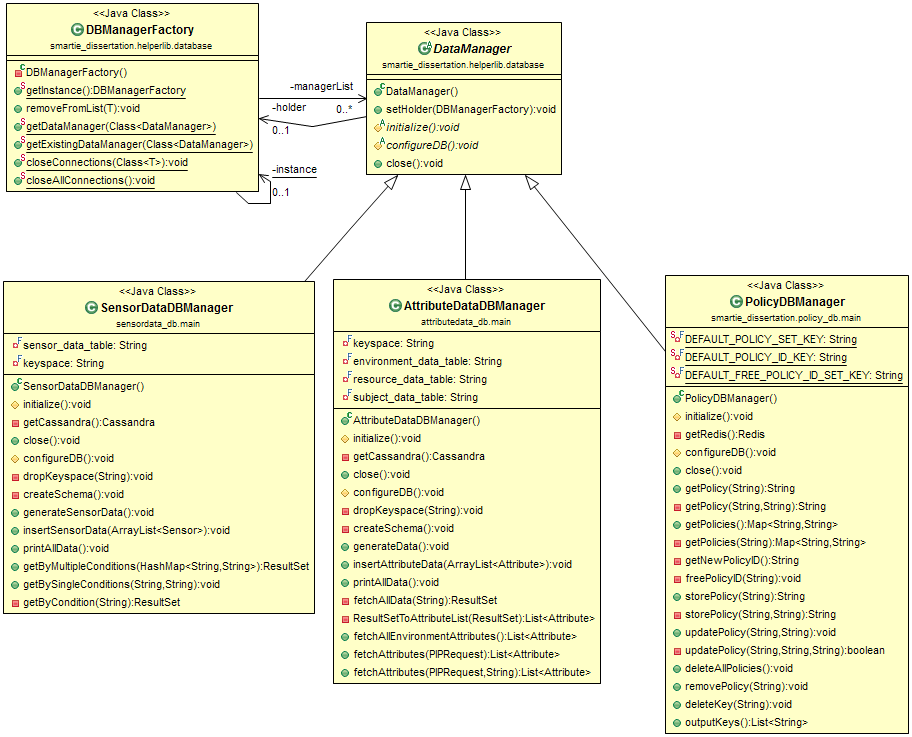 <<Java Class>>
DBManagerFactory
smartie_dissertation.helperlib.database
DBManagerFactory()
getInstance():DBManagerFactory
removeFromList(T):void
getDataManager(Class<DataManager>)
getExistingDataManager(Class<DataManager>)
closeConnections(Class<T>):void
closeAllConnections():void
-managerList
0..*
-holder
0..1
-instance
0..1
<<Java Class>>
DataManager
smartie_dissertation.helperlib.database
DataManager()
setHolder(DBManagerFactory):void
initialize():void
configureDB():void
close():void
<<Java Class>>
SensorDataDBManager
sensordata_db.main
sensor_data_table: String
keyspace: String
SensorDataDBManager()
initialize():void
getCassandra():Cassandra
close():void
configureDB():void
dropKeyspace(String):void
createSchema():void
generateSensorData():void
insertSensorData(ArrayList<Sensor>):void
printAllData():void
getByMultipleConditions(HashMap<String,String>):ResultSet
getBySingleConditions(String,String):void
getByCondition(String):ResultSet
<<Java Class>>
AttributeDataDBManager
attributedata_db.main
keyspace: String
environment_data_table: String
resource_data_table: String
subject_data_table: String
AttributeDataDBManager()
initialize():void
getCassandra():Cassandra
close():void
configureDB():void
dropKeyspace(String):void
createSchema():void
generateData():void
insertAttributeData(ArrayList<Attribute>):void
printAllData():void
fetchAllData(String):ResultSet
ResultSetToAttributeList(ResultSet):List<Attribute>
fetchAllEnvironmentAttributes():List<Attribute>
fetchAttributes(PIPRequest):List<Attribute>
fetchAttributes(PIPRequest,String):List<Attribute>
<<Java Class>>
PolicyDBManager
smartie_dissertation.policy_db.main
DEFAULT_POLICY_SET_KEY: String
DEFAULT_POLICY_ID_KEY: String
DEFAULT_FREE_POLICY_ID_SET_KEY: String
PolicyDBManager()
initialize():void
getRedis():Redis
configureDB():void
close():void
getPolicy(String):String
getPolicy(String,String):String
getPolicies():Map<String,String>
getPolicies(String):Map<String,String>
getNewPolicyID():String
freePolicyID(String):void
storePolicy(String):String
storePolicy(String,String):String
updatePolicy(String,String):void
updatePolicy(String,String,String):boolean
deleteAllPolicies():void
removePolicy(String):void
deleteKey(String):void
outputKeys():List<String>